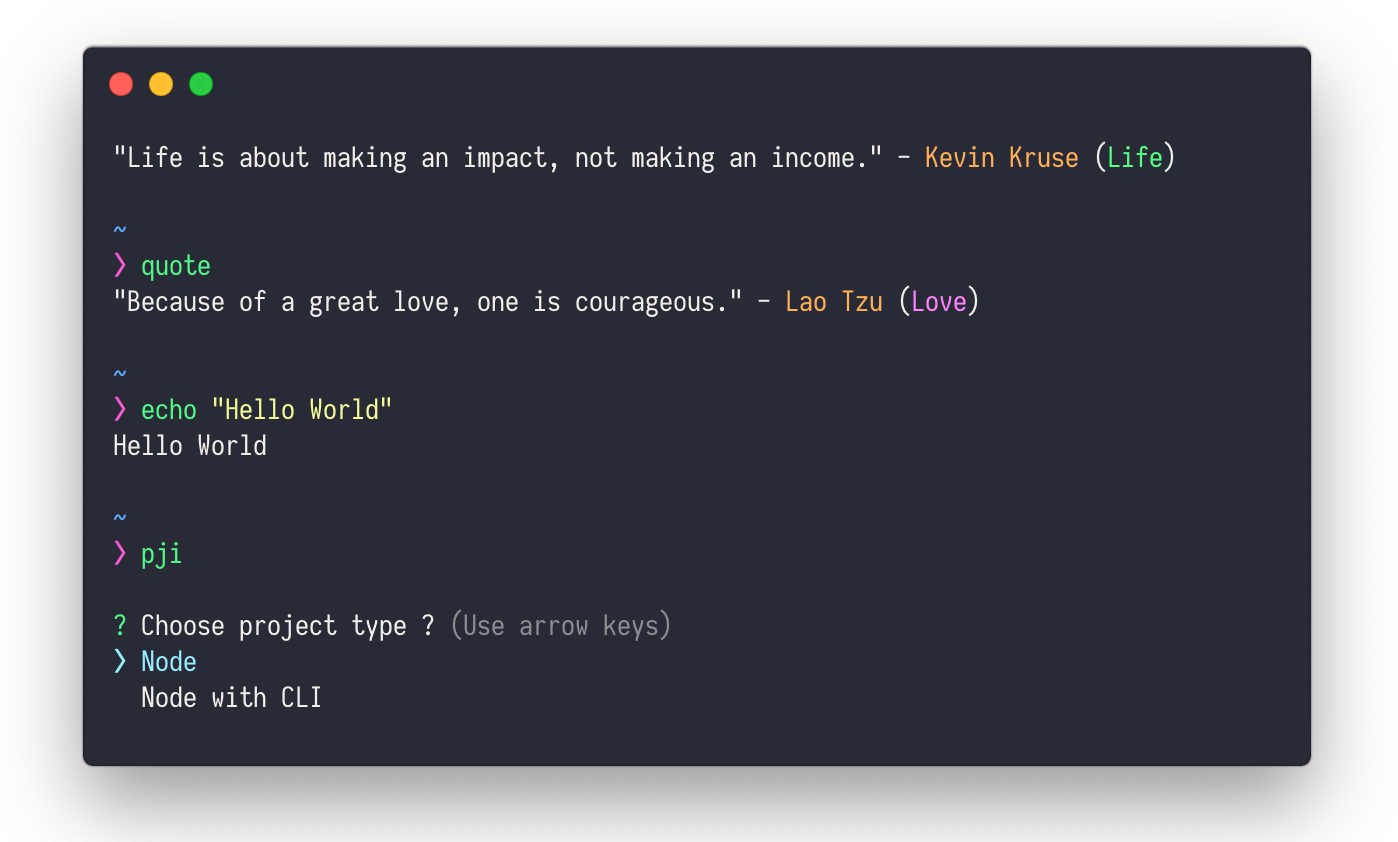 "Life is about making an impact, not making an income." – Kevin Kruse (Life)
~
❯ quote
"Because of a great love, one is courageous." – Lao Tzu (Love)
~
❯ echo "Hello World"
Hello World
~
❯ pji
? Choose project type ? (Use arrow keys)
❯ Node
Node with CLI